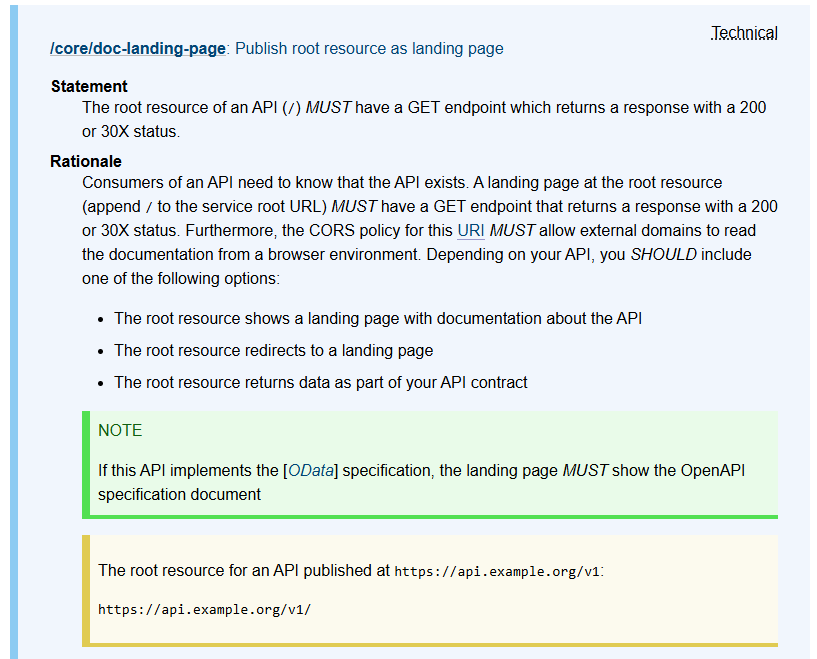 Technical
/core/doc-landing-page: Publish root resource as landing page
Statement
The root resource of an API (/) MUST have a GET endpoint which returns a response with a 200
or 30X status.
Rationale
Consumers of an API need to know that the API exists. A landing page at the root resource
(append / to the service root URL) MUST have a GET endpoint that returns a response with a 200
or 30X status. Furthermore, the CORS policy for this URI MUST allow external domains to read
the documentation from a browser environment. Depending on your API, you SHOULD include
one of the following options:
• The root resource shows a landing page with documentation about the API
• The root resource redirects to a landing page
• The root resource returns data as part of your API contract
NOTE
If this API implements the [OData] specification, the landing page MUST show the OpenAPI
specification document
The root resource for an API published at https://api.example.org/v1:
https://api.example.org/v1/